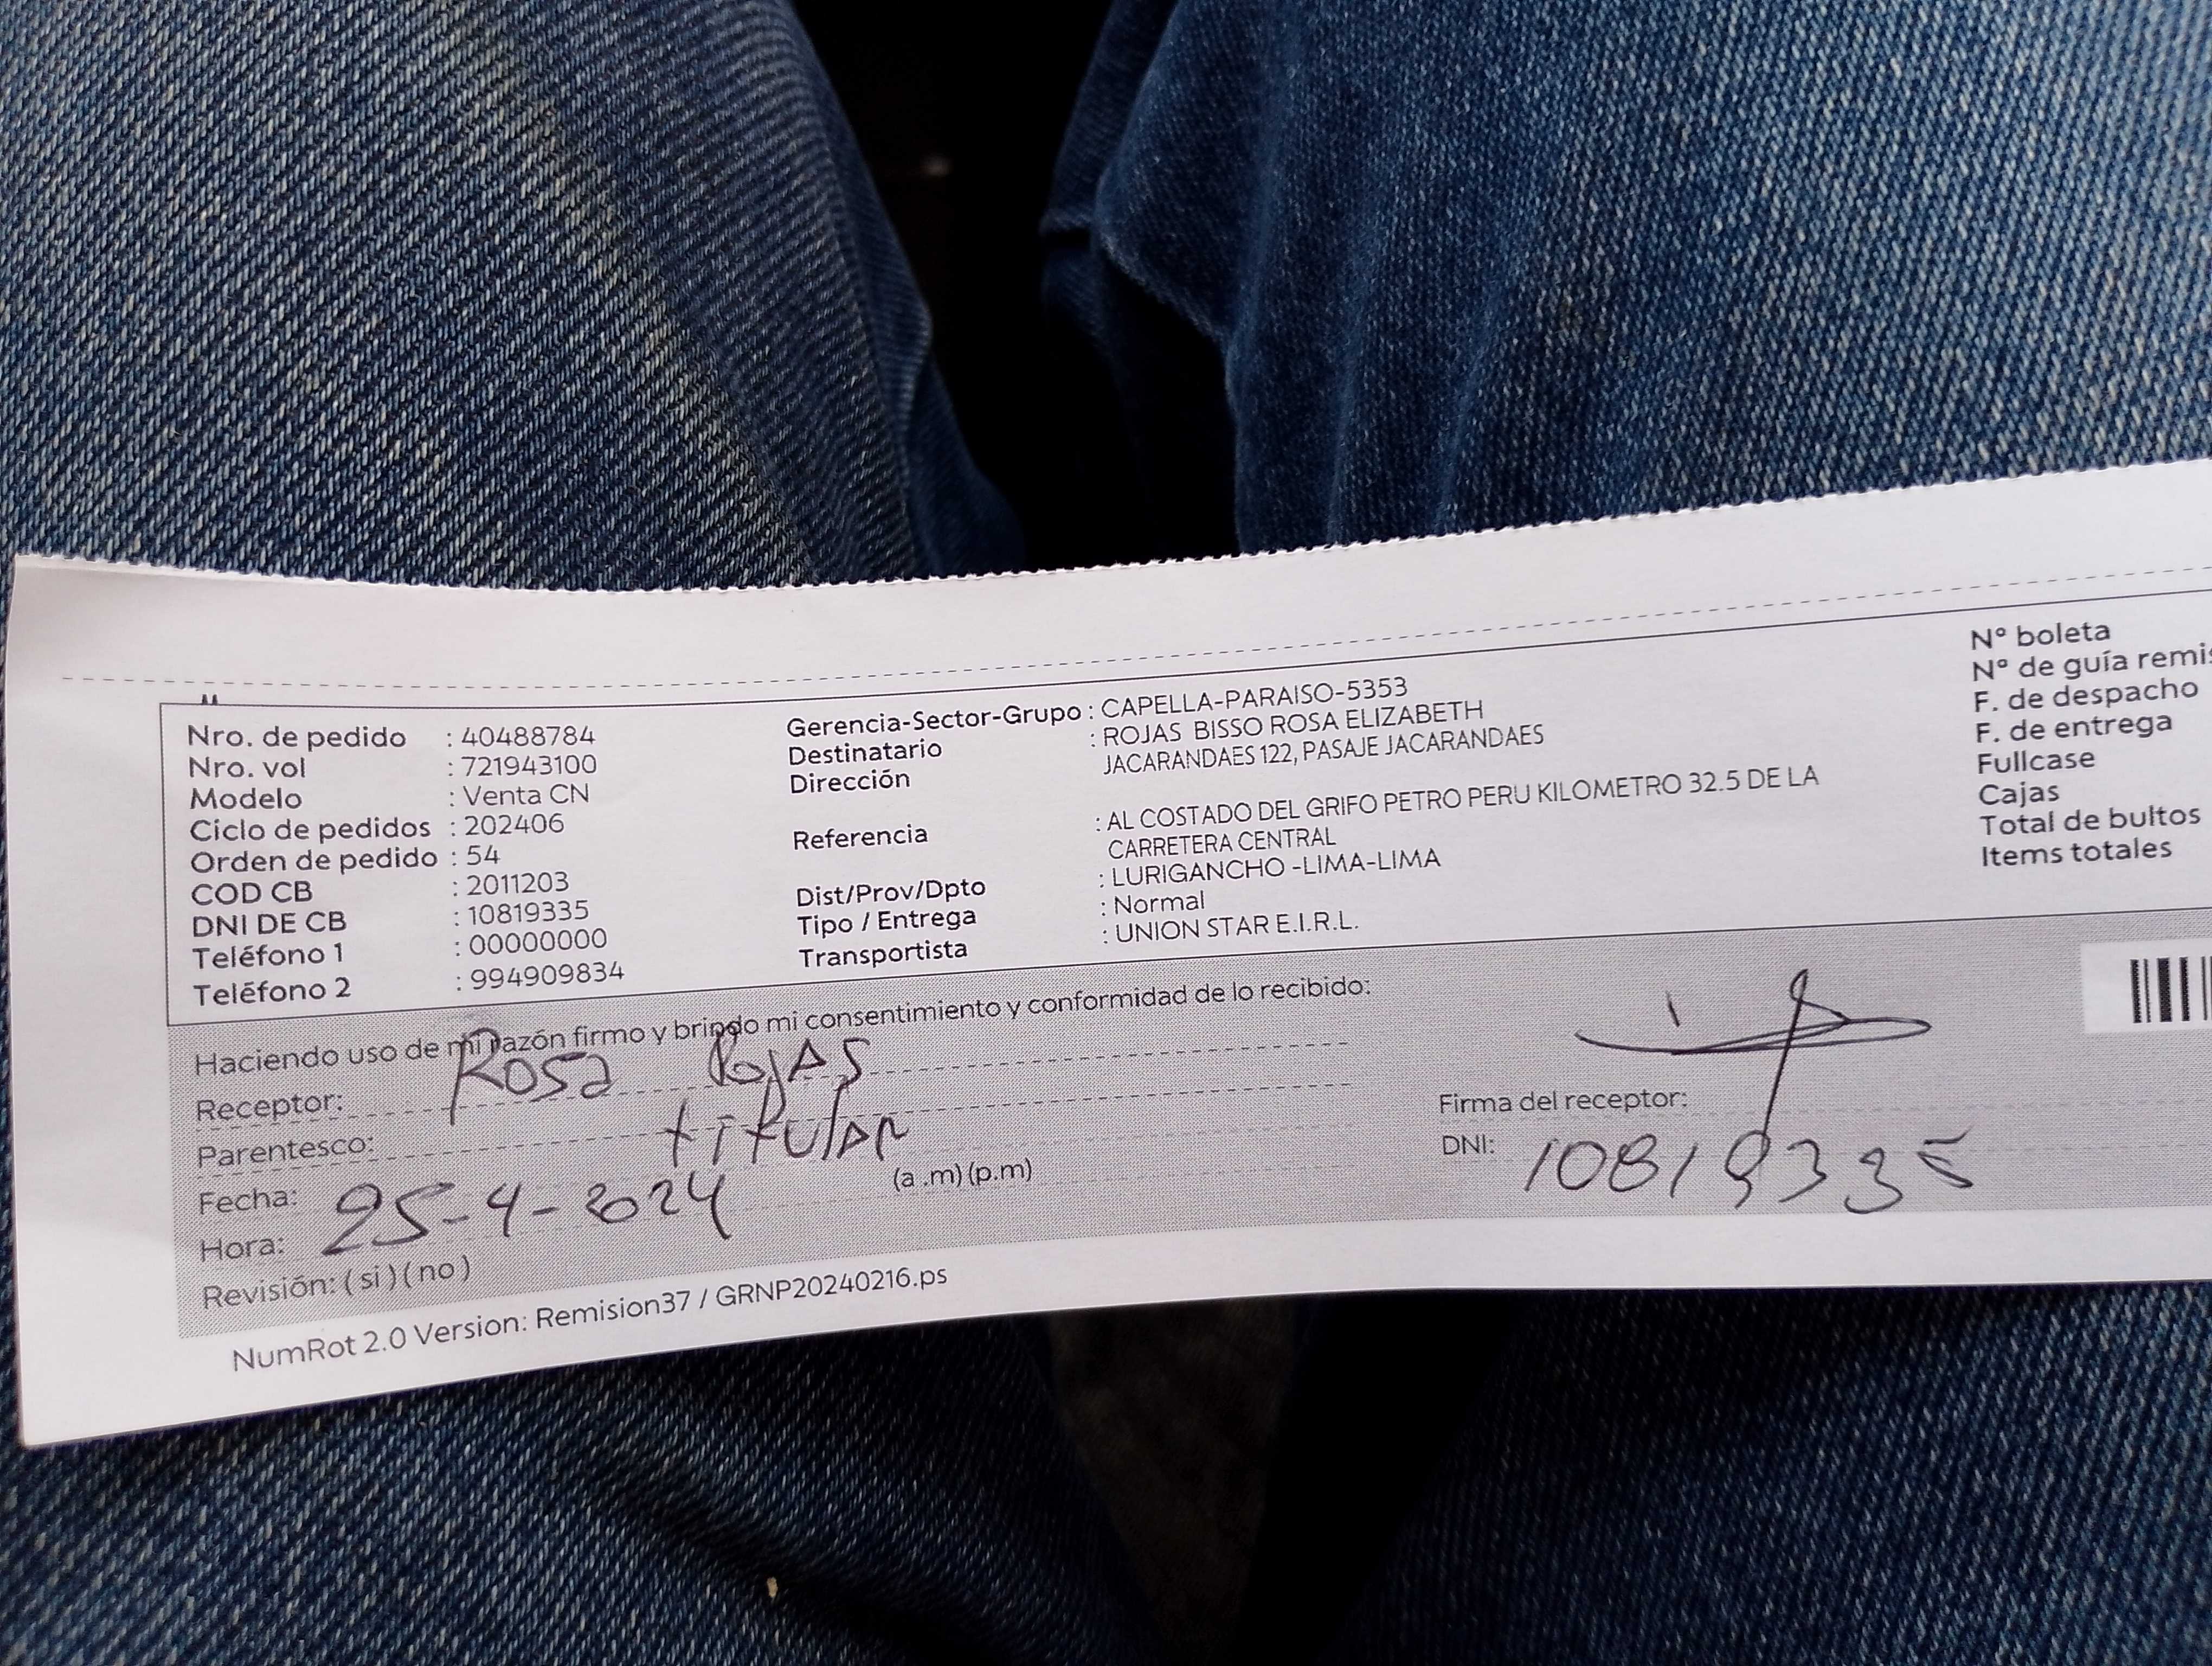 Nro. de pedido : 40488784
Nro. vol : 721943100
Modelo : Venta CN
Ciclo de pedidos : 202406
Orden de pedido : 54
COD CB : 2011203
DNI DE CB : 10819335
Teléfono 1 : 00000000
Teléfono 2 : 994909834
Gerencia-Sector-Grupo : CAPELLA-PARAISO-5353
Destinatario : ROJAS BISSO ROSA ELIZABETH
Dirección JACARANDAES 122, PASAJE JACARANDAES
Referencia : AL COSTADO DEL GRIFO PETRO PERU KILOMETRO 32.5 DE LA
CARRETERA CENTRAL
Dist/Prov/Dpto : LURIGANCHO -LIMA-LIMA
Tipo / Entrega : Normal
Transportista : UNION STAR E.I.R.L.
N° boleta
N° de guía remis
F. de despacho
F. de entrega
Fullcase
Cajas
Total de bultos
Items totales
Haciendo uso de mi razón firmo y brindo mi consentimiento y conformidad de lo recibido:
Receptor: Rosa Rojas
Parentesco: titular
Fecha: 25-4-2024
Hora: (a .m) (p.m)
Revisión: ( si ) ( no )
Firma del receptor:
DNI: 10819335
NumRot 2.0 Version: Remision37 / GRNP20240216.ps